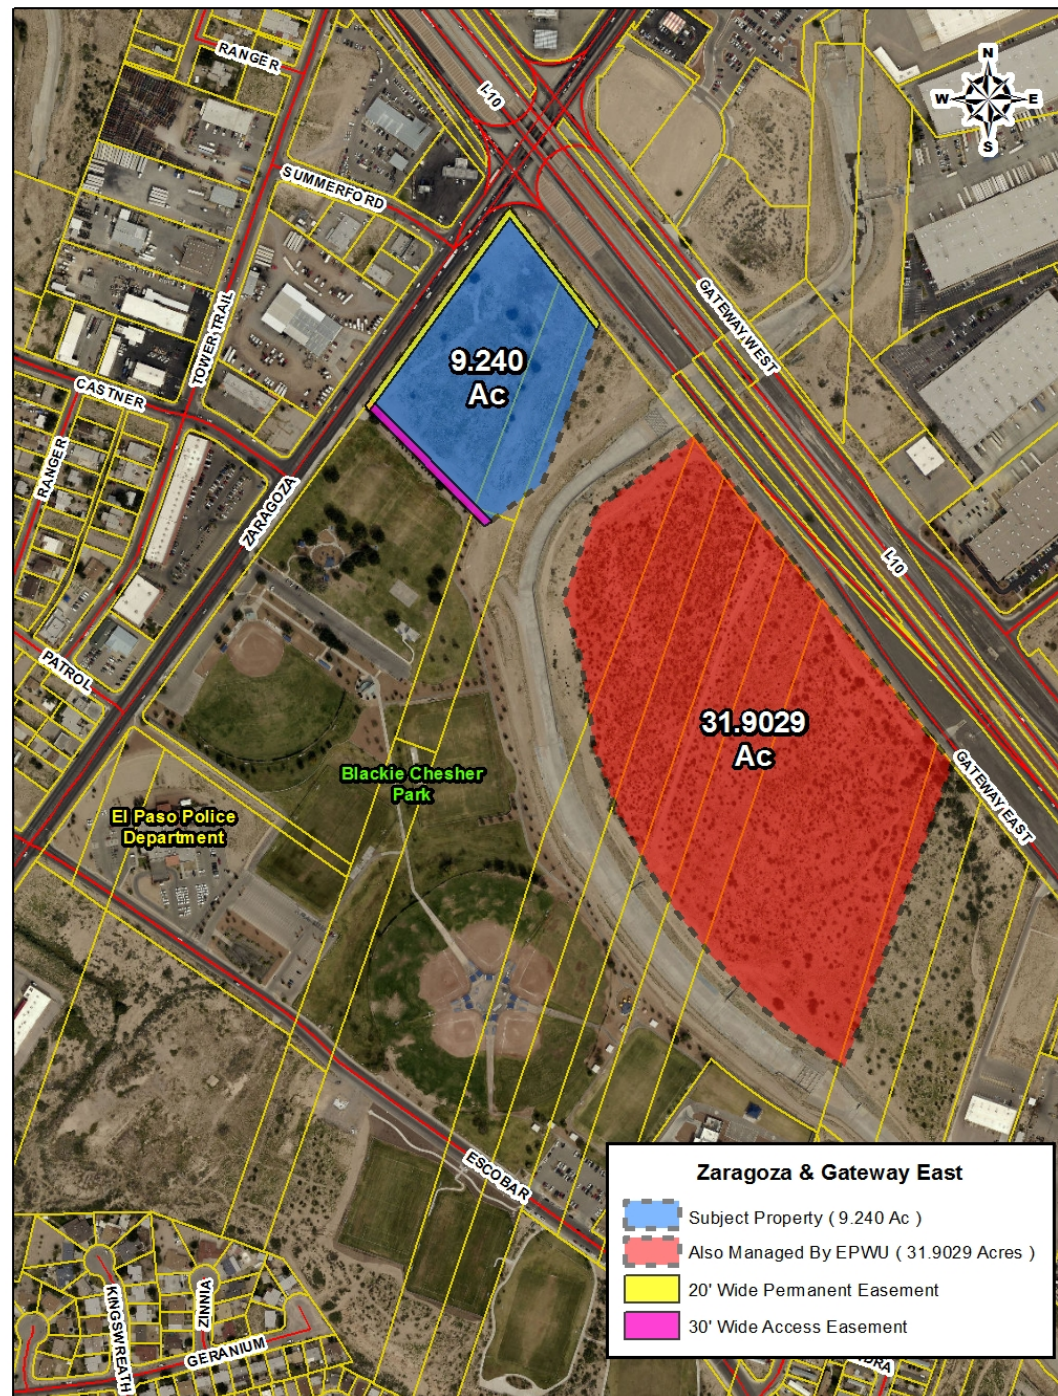 RANGER
I-10
N
W
E
S
SUMMERFORD
GATEWAY WEST
TOWER TRAIL
9.240
Ac
CASTNER
RANGER
ZARAGOZA
I-10
PATROL
31.9029
Ac
GATEWAY EAST
Blackie Chesher
Park
El Paso Police
Department
ESCOBAR
KINGSWREATH
ZINNIA
GERANIUM
Zaragoza & Gateway East
Subject Property ( 9.240 Ac )
Also Managed By EPWU ( 31.9029 Acres )
20' Wide Permanent Easement
30' Wide Access Easement